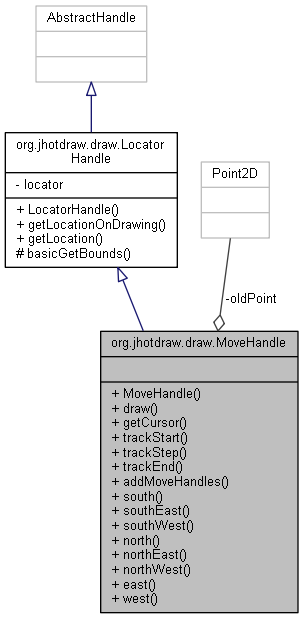 AbstractHandle
org.jhotdraw.draw.Locator
Handle
- locator
+ LocatorHandle()
+ getLocationOnDrawing()
+ getLocation()
# basicGetBounds()
Point2D
-oldPoint
org.jhotdraw.draw.MoveHandle
+ MoveHandle()
+ draw()
+ getCursor()
+ trackStart()
+ trackStep()
+ trackEnd()
+ addMoveHandles()
+ south()
+ southEast()
+ southWest()
+ north()
+ northEast()
+ northWest()
+ east()
+ west()